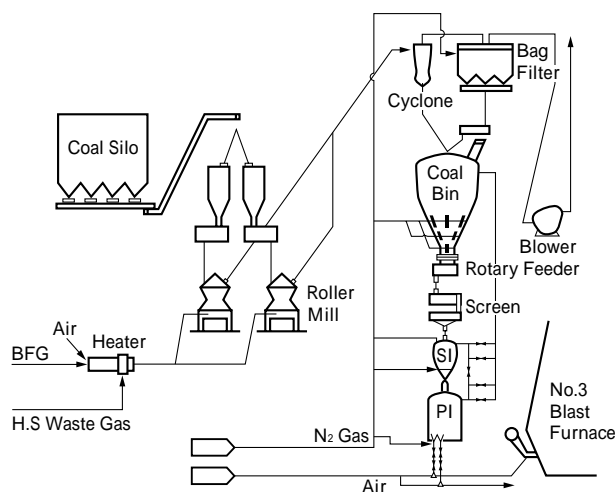 Bag
Filter
Cyclone
Coal Silo
Coal
Bin
Blower
Rotary Feeder
Roller
Mill
Screen
Air
Heater
BFG
SI
H.S Waste Gas
PI
No.3
Blast
Furnace
N2 Gas
Air